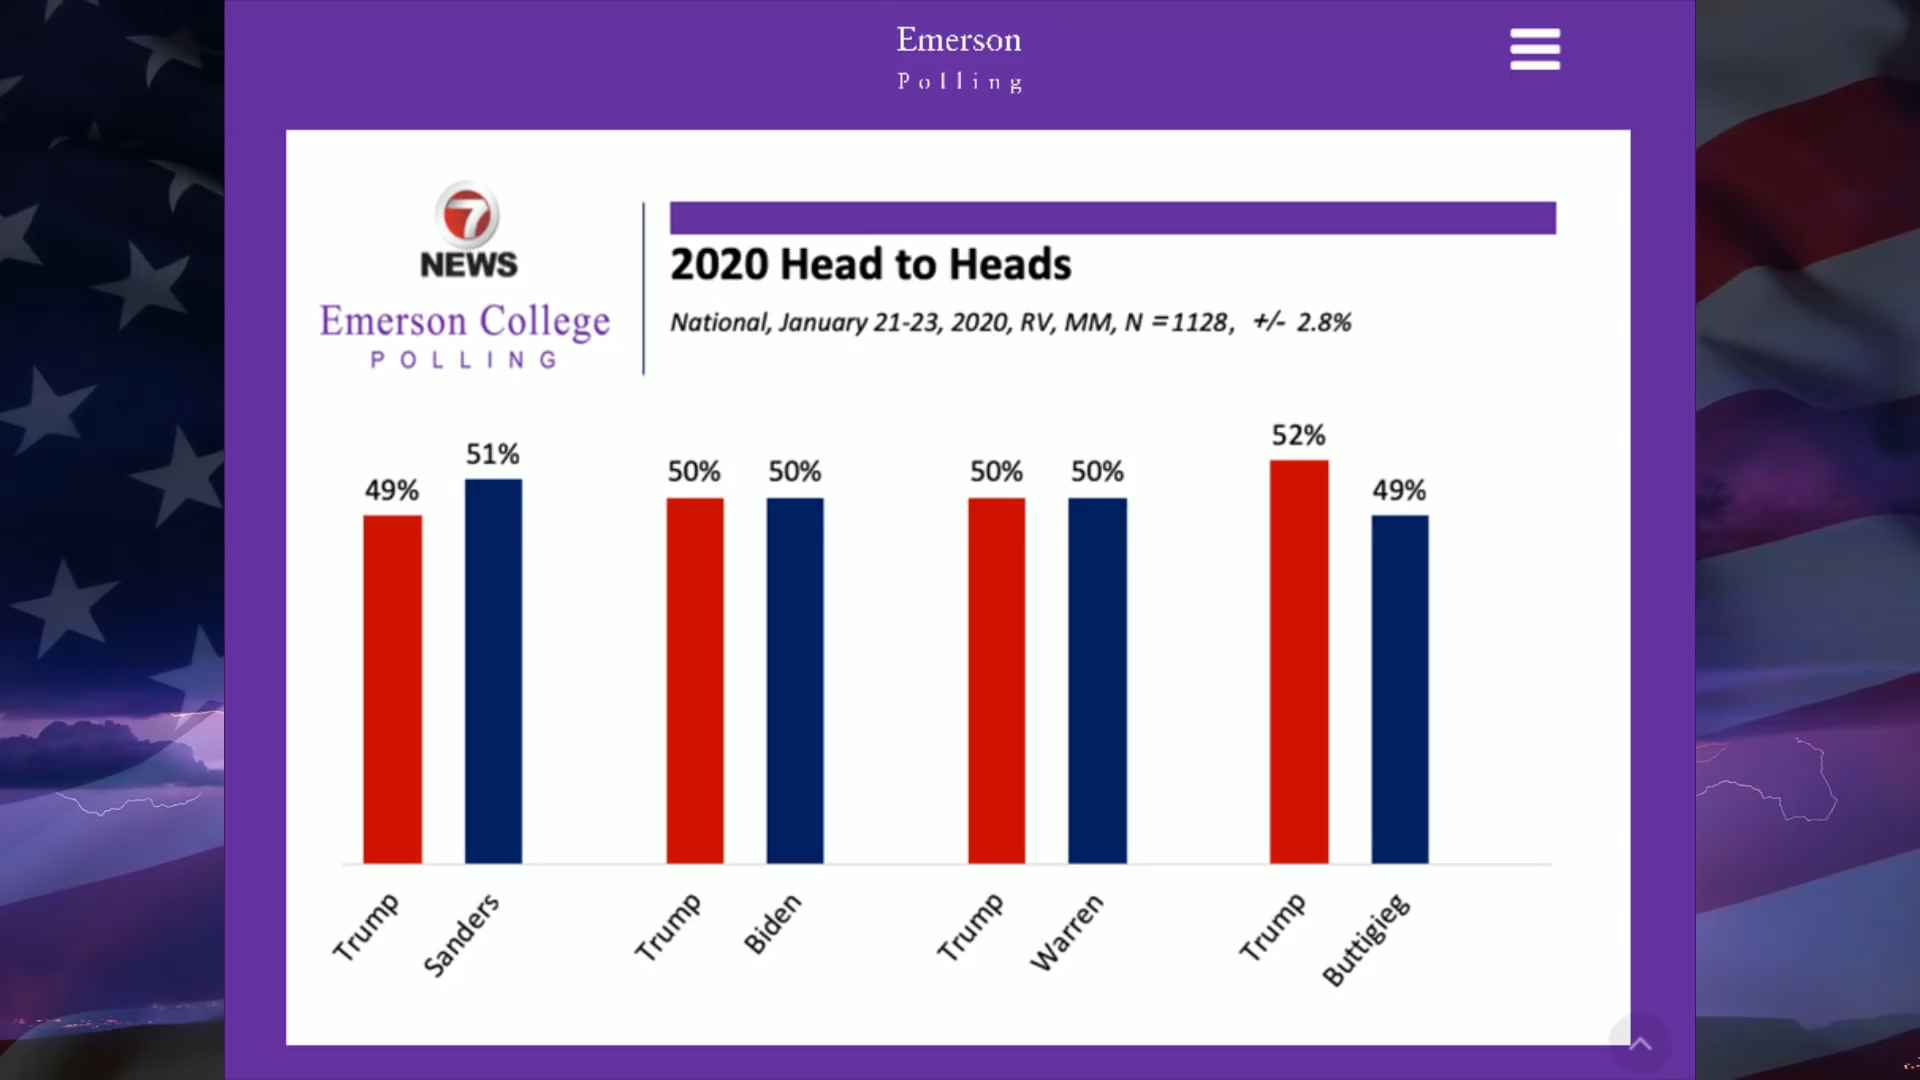 Emerson
Polling
7
NEWS
Emerson College
POLLING
2020 Head to Heads
National, January 21-23, 2020, RV, MM, N =1128, +/- 2.8%
49% 51% 50% 50% 50% 50% 52% 49%
Trump Sanders Trump Biden Trump Warren Trump Buttigieg